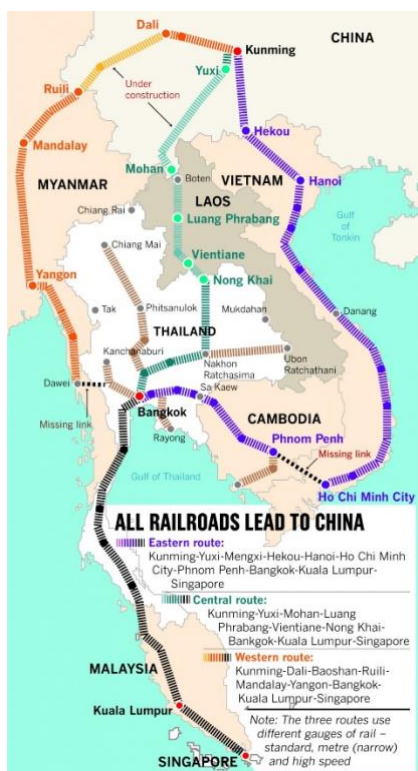 Dali
CHINA
Kunming
Yuxi
Under
construction
Ruili
Hekou
Mandalay
Mohan
Boten
VIETNAM
Hanoi
MYANMAR
LAOS
Chiang Rai
Luang Phrabang
Gulf
of
Tonkin
Chiang Mai
Vientiane
Nong Khai
Yangon
Tak
Phitsanulok
Mukdahan
Danang
THAILAND
Kanchanaburi
Nakhon
Ratchasima
Ubon
Ratchathani
Dawei
Sa Kaew
Bangkok
CAMBODIA
Missing
link
Rayong
Phnom Penh
Missing link
Gulf of Thailand
Ho Chi Minh City
ALL RAILROADS LEAD TO CHINA
Eastern route:
Kunming-Yuxi-Mengxi-Hekou-Hanoi-Ho Chi Minh
City-Phnom Penh-Bangkok-Kuala Lumpur-
-Singapore
Central route:
Kunming-Yuxi-Mohan-Luang
Phrabang-Vientiane-Nong Khai-
Bankgok-Kuala Lumpur-Singapore
Western route:
Kunming-Dali-Baoshan-Ruili-
Mandalay-Yangon-Bangkok-
Kuala Lumpur-Singapore
MALAYSIA
Kuala Lumpur
Note: The three routes use
different gauges of rail –
standard, metre (narrow)
and high speed
SINGAPORE